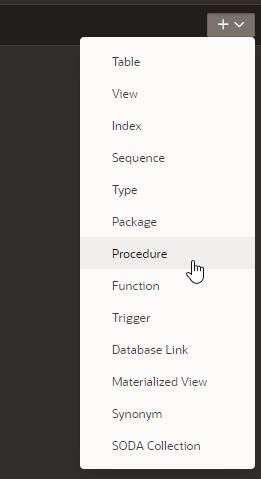 Table
View
Index
Sequence
Type
Package
Procedure
Function
Trigger
Database Link
Materialized View
Synonym
SODA Collection